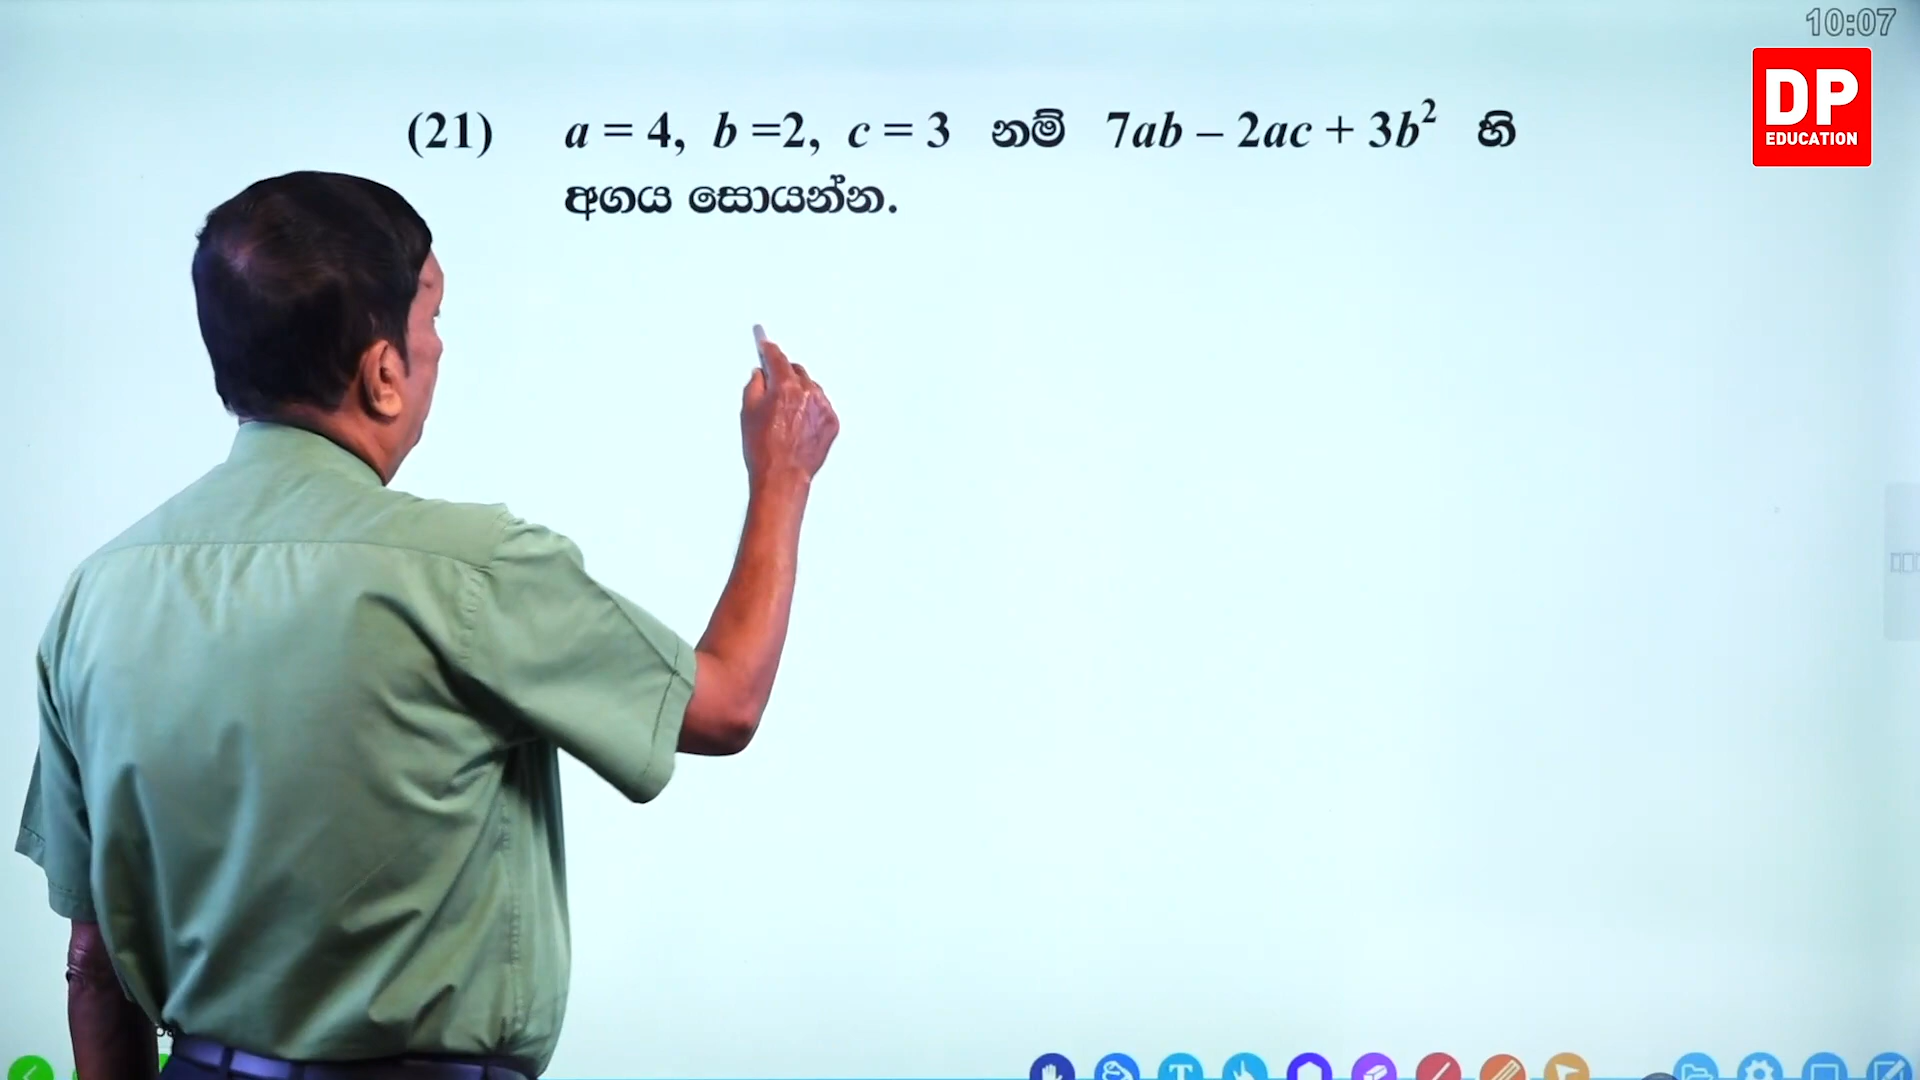 10:07
DP
EDUCATION
(21) a = 4, b =2, c = 3 නම් 7ab – 2ac + 3b² හි
අගය සොයන්න.